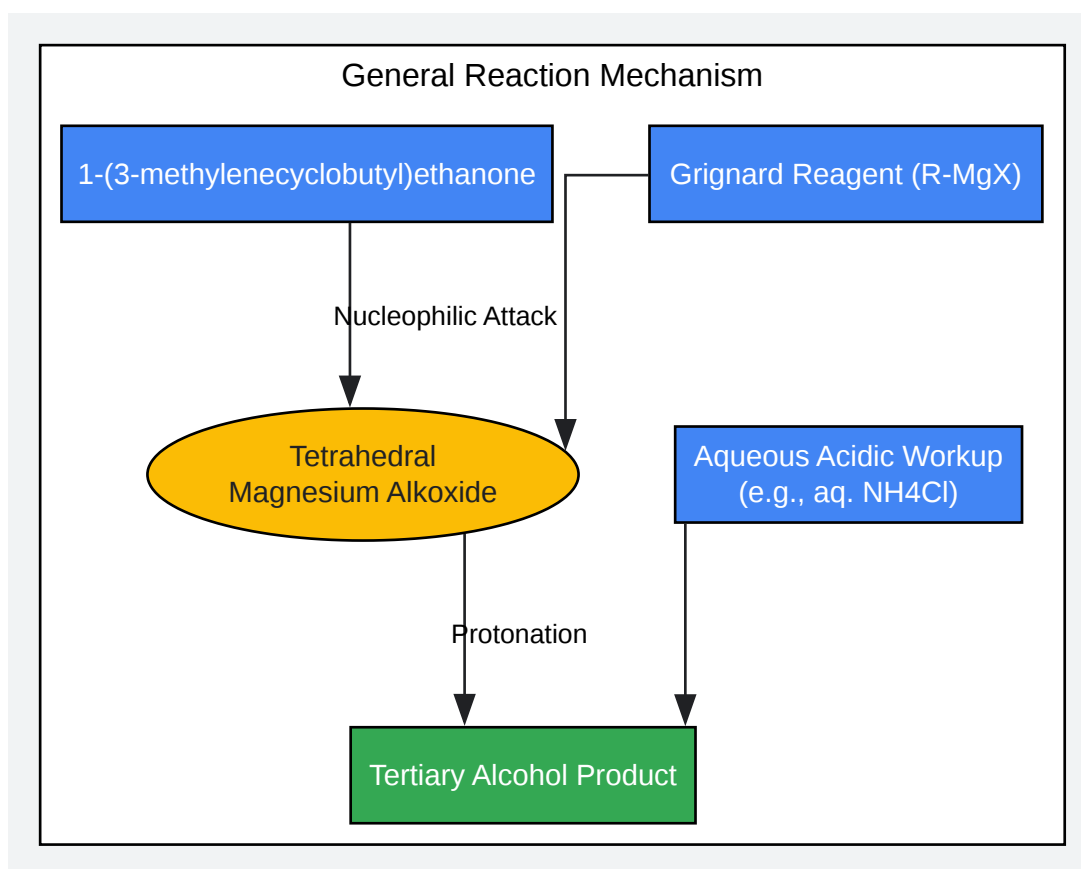 General Reaction Mechanism
1-(3-methylenecyclobutyl)ethanone
Grignard Reagent (R-MgX)
Nucleophilic Attack
Tetrahedral
Magnesium Alkoxide
Aqueous Acidic Workup
(e.g., aq. NH4Cl)
Protonation
Tertiary Alcohol Product